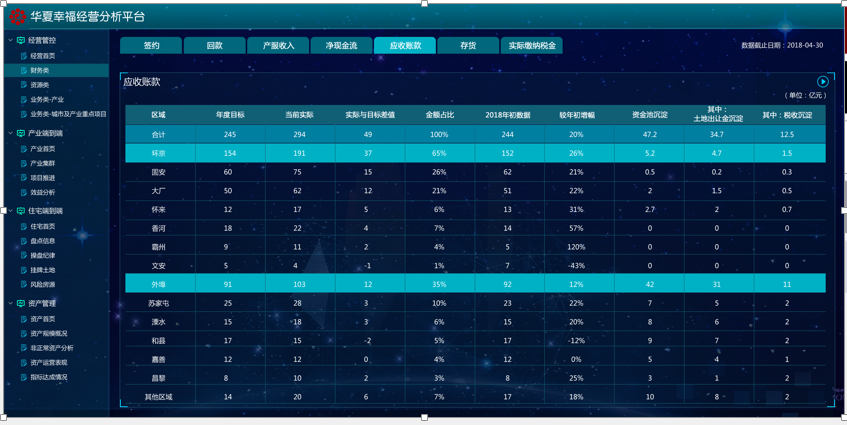 华夏幸福经营分析平台
经营管控
经营首页
财务类
资源类
业务类-产业
业务类-城市及产业重点项目
产业端到端
产业首页
产业集群
项目推进
效益分析
住宅端到端
住宅首页
盘点信息
操盘纪律
挂牌土地
风险房源
资产管理
资产首页
资产规模概况
非正常资产分析
资产运营表现
指标达成情况
签约 回款 产服收入 净现金流 应收账款 存货 实际缴纳税金
数据截止日期：2018-04-30
应收账款
（单位：亿元）
区域 年度目标 当前实际 实际与目标差值 金额占比 2018年初数据 较年初增幅 资金池沉淀 其中：土地出让金沉淀 其中：税收沉淀
合计 245 294 49 100% 244 20% 47.2 34.7 12.5
环京 154 191 37 65% 152 26% 5.2 4.7 1.5
固安 60 75 15 26% 62 21% 0.5 0.2 0.3
大厂 50 62 12 21% 51 22% 2 1.5 0.5
怀来 12 17 5 6% 13 31% 2.7 2 0.7
香河 18 22 4 7% 14 57% 0 0 0
霸州 9 11 2 4% 5 120% 0 0 0
文安 5 4 -1 1% 7 -43% 0 0 0
外埠 91 103 12 35% 92 12% 42 31 11
苏家屯 25 28 3 10% 23 22% 7 5 2
溧水 15 18 3 6% 15 20% 8 6 2
和县 17 15 -2 5% 17 -12% 9 7 2
嘉善 12 12 0 4% 12 0% 5 4 1
昌黎 8 10 2 3% 8 25% 3 1 2
其他区域 14 20 6 7% 17 18% 10 8 2